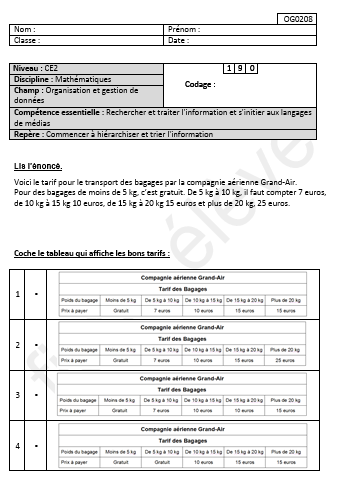 OG0208
Nom : Prénom :
Classe : Date :
Niveau : CE2
Discipline : Mathématiques
Champ : Organisation et gestion de
données
1 9 0
Codage :
Compétence essentielle : Rechercher et traiter l'information et s'initier aux langages
de médias
Repère : Commencer à hiérarchiser et trier l'information
Lis l'énoncé.
Voici le tarif pour le transport des bagages par la compagnie aérienne Grand-Air.
Pour des bagages de moins de 5 kg, c'est gratuit. De 5 kg à 10 kg, il faut compter 7 euros,
de 10 kg à 15 kg 10 euros, de 15 kg à 20 kg 15 euros et plus de 20 kg, 25 euros.
Coche le tableau qui affiche les bons tarifs :
1
Compagnie aérienne Grand-Air
Tarif des Bagages
Poids du bagage Moins de 5 kg De 5 kg à 10 kg De 10 kg à 15 kg De 15 kg à 20 kg Plus de 20 kg
Prix à payer Gratuit 7 euros 10 euros 15 euros 15 euros
2
Compagnie aérienne Grand-Air
Tarif des Bagages
Poids du bagage Moins de 5 kg De 5 kg à 10 kg De 10 kg à 15 kg De 15 kg à 20 kg Plus de 20 kg
Prix à payer Gratuit 7 euros 10 euros 15 euros 25 euros
3
Compagnie aérienne Grand-Air
Tarif des Bagages
Poids du bagage Moins de 5 kg De 5 kg à 10 kg De 10 kg à 15 kg De 15 kg à 20 kg Plus de 20 kg
Prix à payer Gratuit 7 euros 10 euros 10 euros 15 euros
4
Compagnie aérienne Grand-Air
Tarif des Bagages
Poids du bagage Moins de 5 kg De 5 kg à 10 kg De 10 kg à 15 kg De 15 kg à 20 kg Plus de 20 kg
Prix à payer Gratuit Gratuit 10 euros 15 euros 15 euros
élève